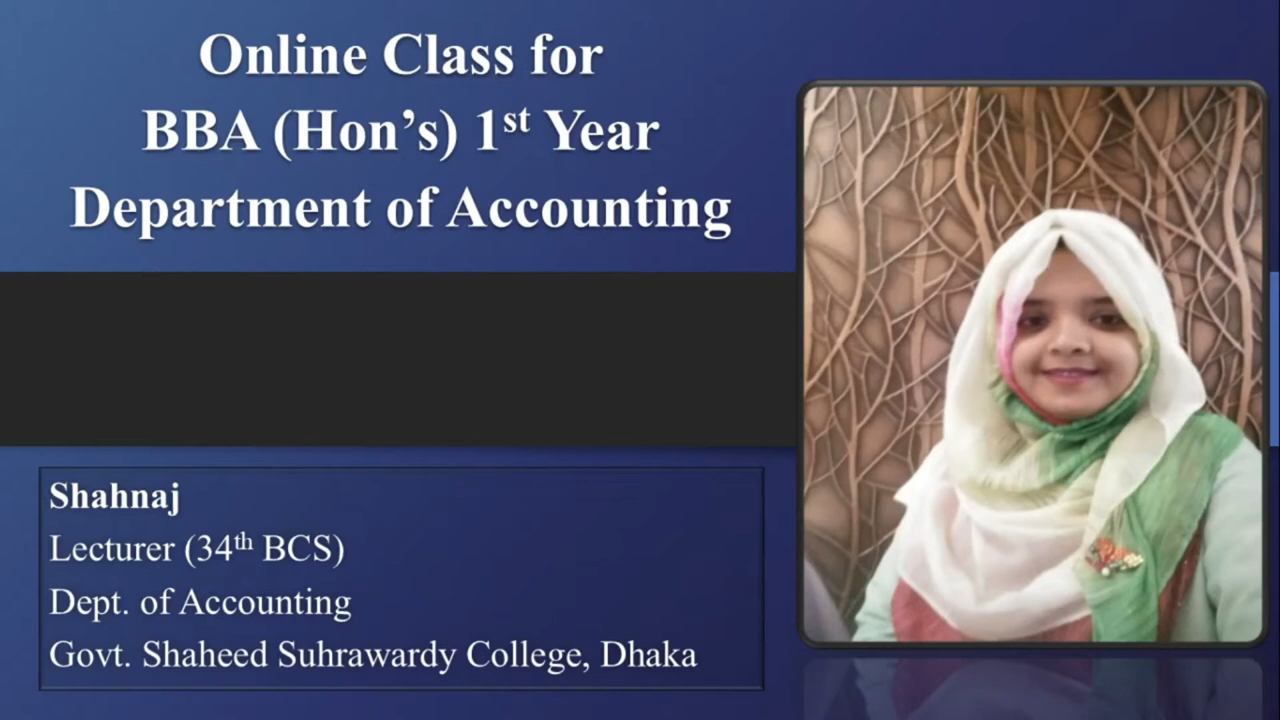 Online Class for
BBA (Hon’s) 1st Year
Department of Accounting
Shahnaj
Lecturer (34th BCS)
Dept. of Accounting
Govt. Shaheed Suhrawardy College, Dhaka